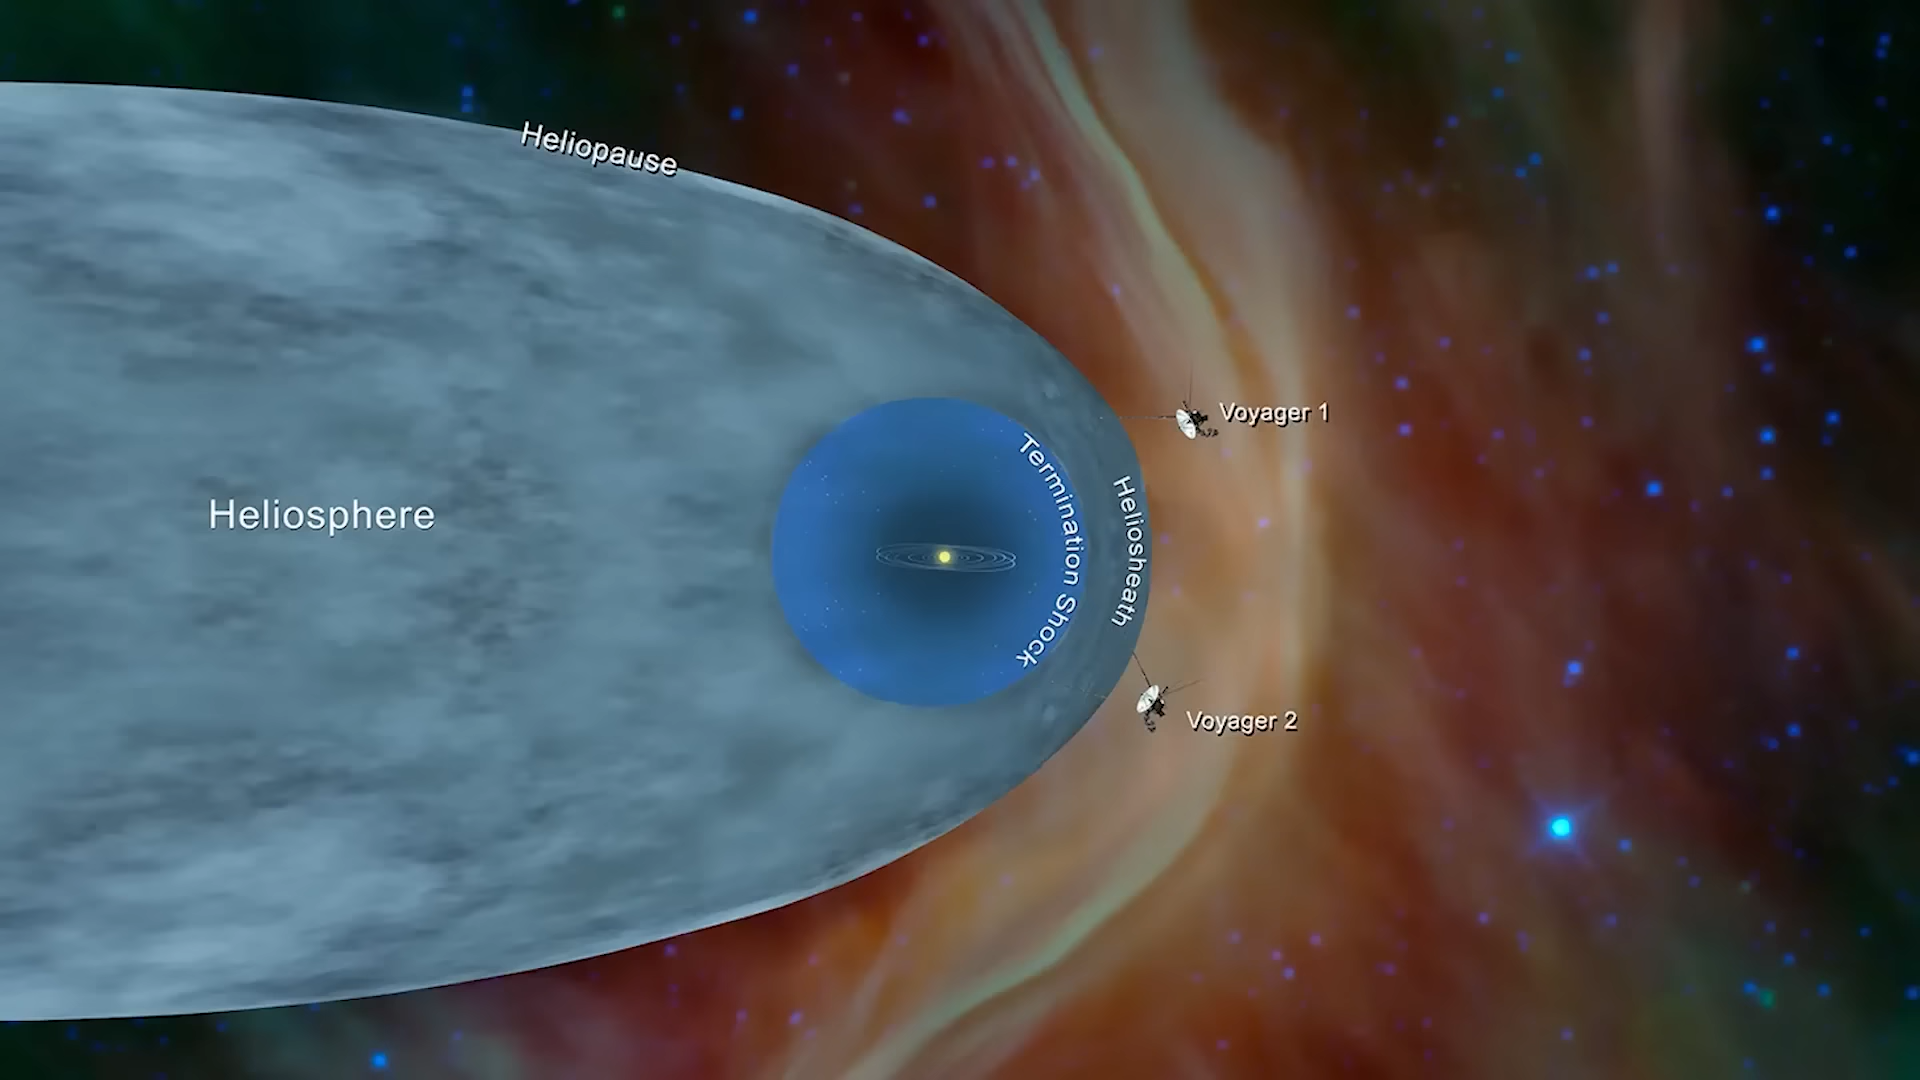 Heliopause
Heliosphere
Termination Shock
Heliosheath
Voyager 1
Voyager 2